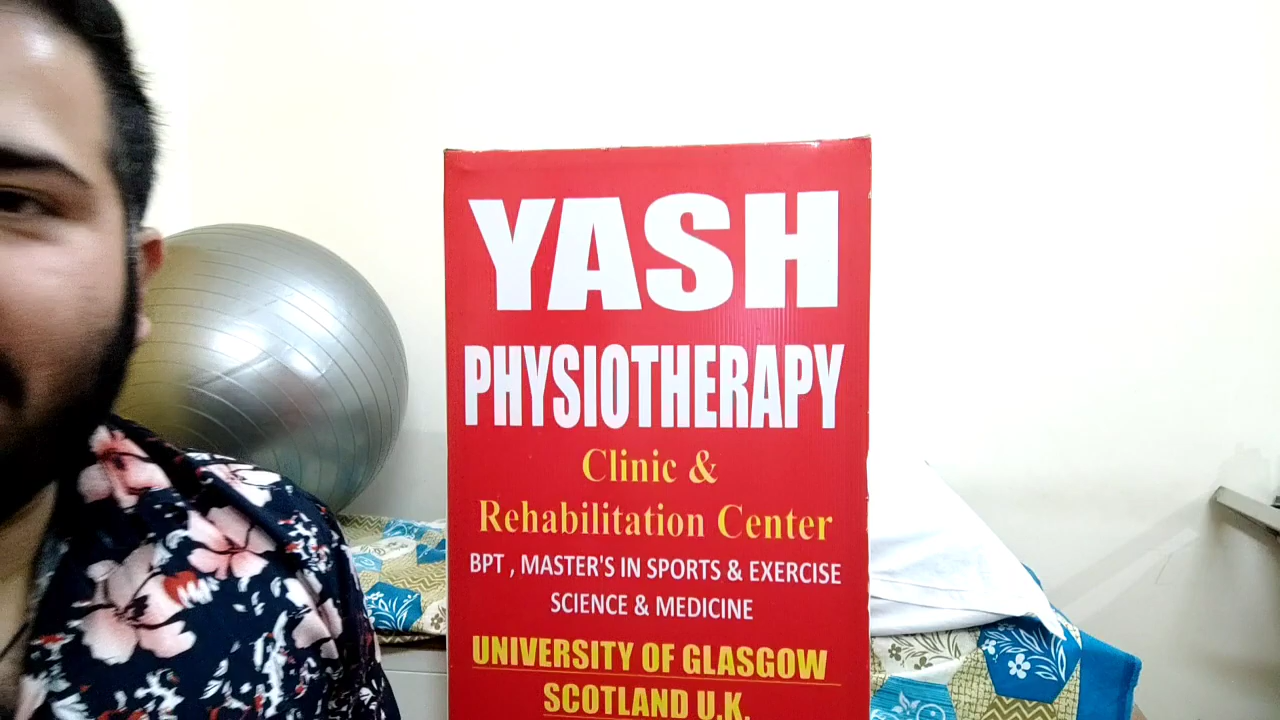 YASH
PHYSIOTHERAPY
Clinic &
Rehabilitation Center
BPT , MASTER'S IN SPORTS & EXERCISE
SCIENCE & MEDICINE
UNIVERSITY OF GLASGOW
SCOTLAND U.K.